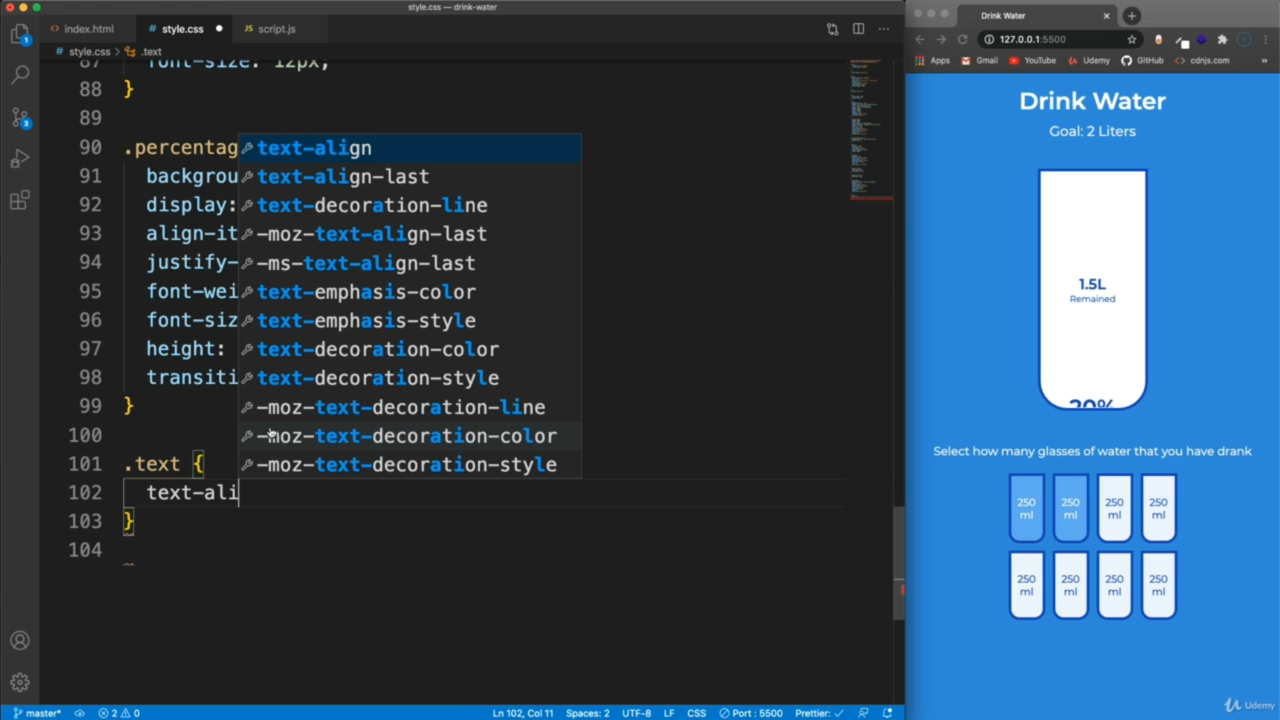 style.css — drink-water
index.html
style.css
JS script.js
style.css > .text
87 font-size: 12px;
88 }
89
90 .percentag
91 backgrou
92 display:
93 align-it
94 justify-
95 font-wei
96 font-siz
97 height:
98 transiti
99 }
100
101 .text {
102 text-ali
103 }
104
text-align
text-align-last
text-decoration-line
-moz-text-align-last
-ms-text-align-last
text-emphasis-color
text-emphasis-style
text-decoration-color
text-decoration-style
-moz-text-decoration-line
-moz-text-decoration-color
-moz-text-decoration-style
1
3
master* 2 0 Ln 102, Col 11 Spaces: 2 UTF-8 LF CSS Port : 5500 Prettier: ✓
Drink Water
127.0.0.1:5500
Apps Gmail YouTube Udemy GitHub cdnjs.com »
Drink Water
Goal: 2 Liters
1.5L
Remained
20%
Select how many glasses of water that you have drank
250 250 250 250
ml ml ml ml
250 250 250 250
ml ml ml ml
Udemy